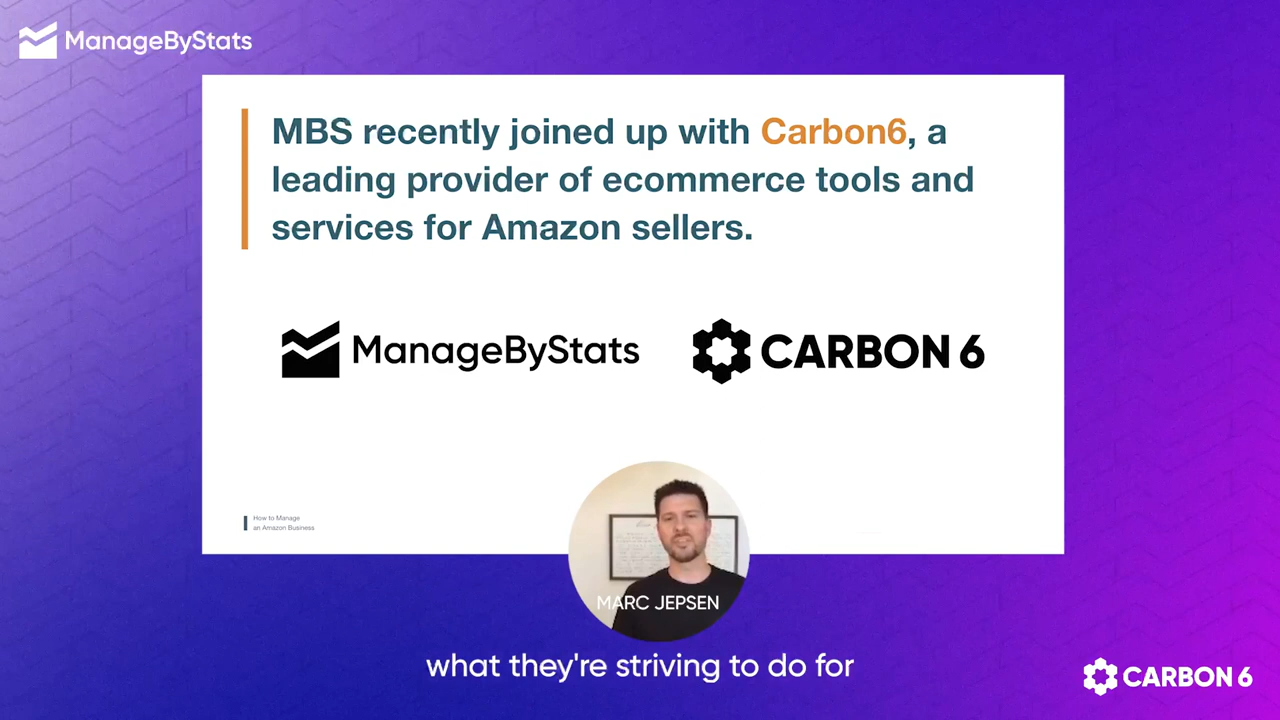 ManageByStats
MBS recently joined up with Carbon6, a
leading provider of ecommerce tools and
services for Amazon sellers.
ManageByStats
CARBON 6
How to Manage
an Amazon Business
MARC JEPSEN
what they're striving to do for
CARBON 6